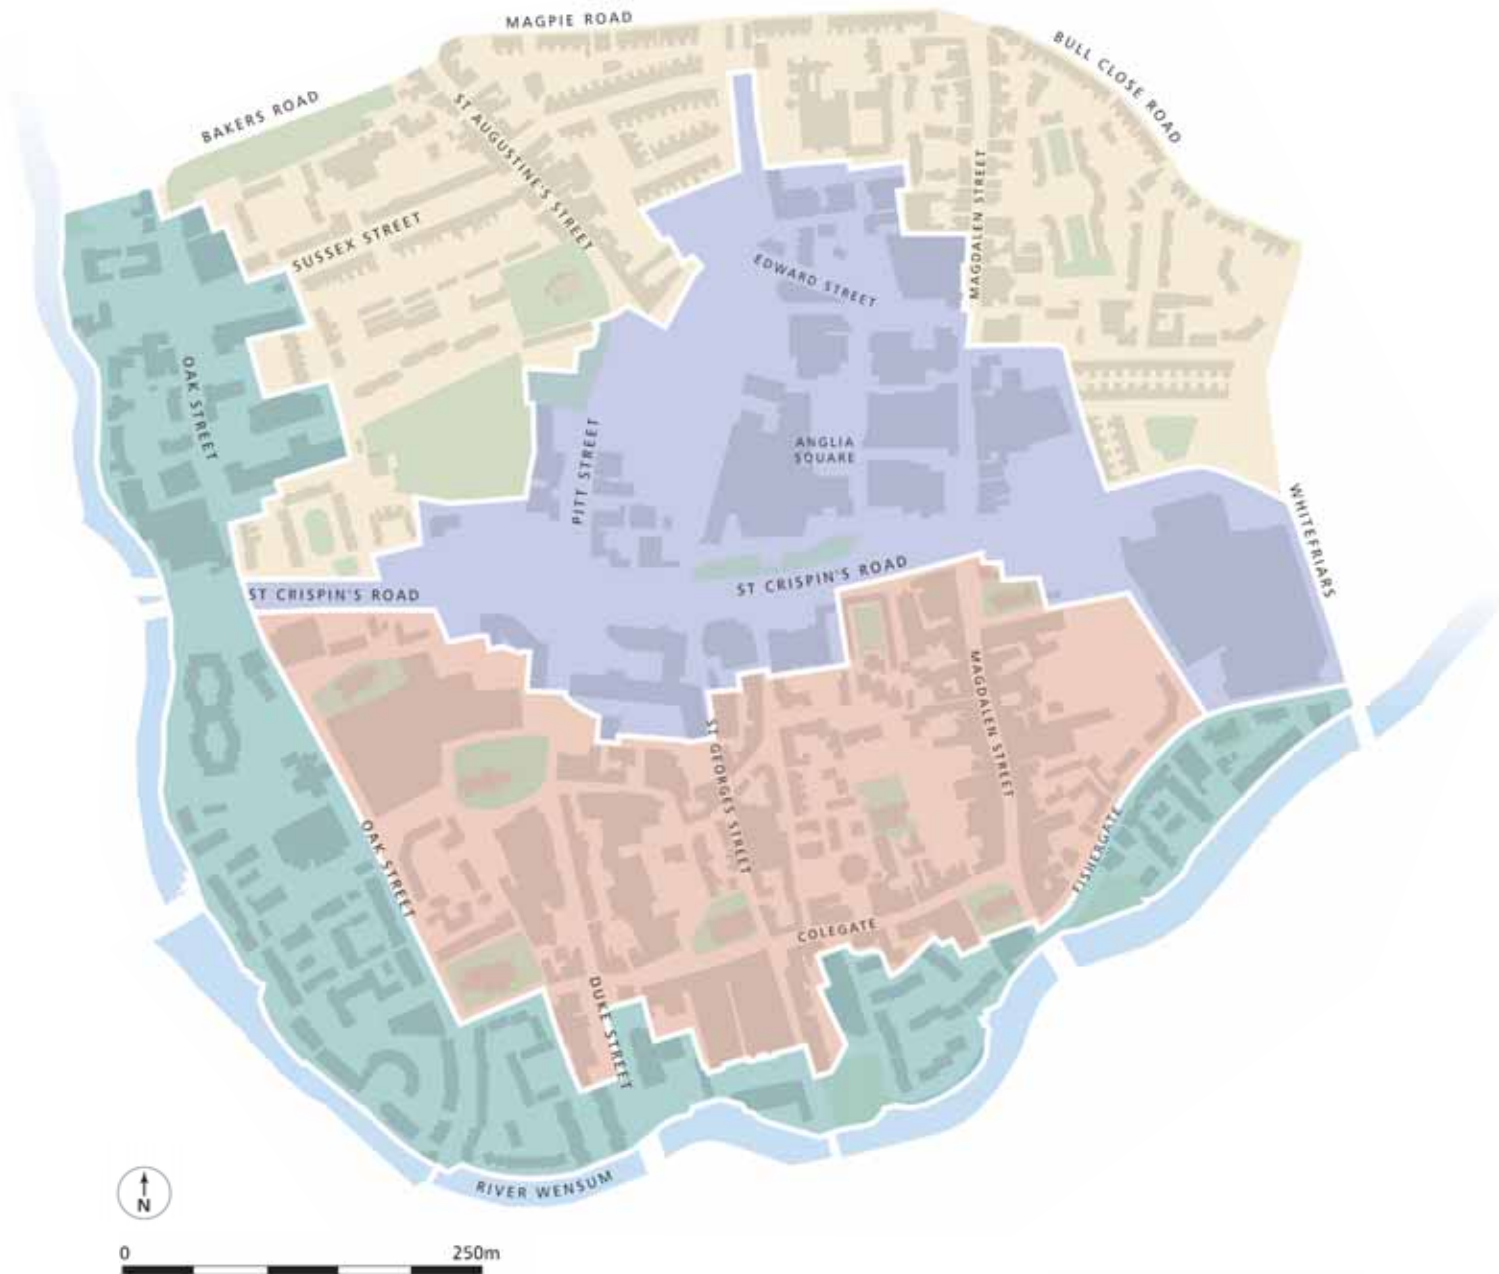 MAGPIE ROAD
BULL CLOSE ROAD
BAKERS ROAD
ST AUGUSTINE'S STREET
MAGDALEN STREET
SUSSEX STREET
EDWARD STREET
OAK STREET
PITT STREET
ANGLIA
SQUARE
WHITEFRIARS
ST CRISPIN'S ROAD
ST CRISPIN'S ROAD
MAGDALEN STREET
ST GEORGES STREET
OAK STREET
FISHERGATE
COLEGATE
DUKE STREET
RIVER WENSUM
N
0 250m